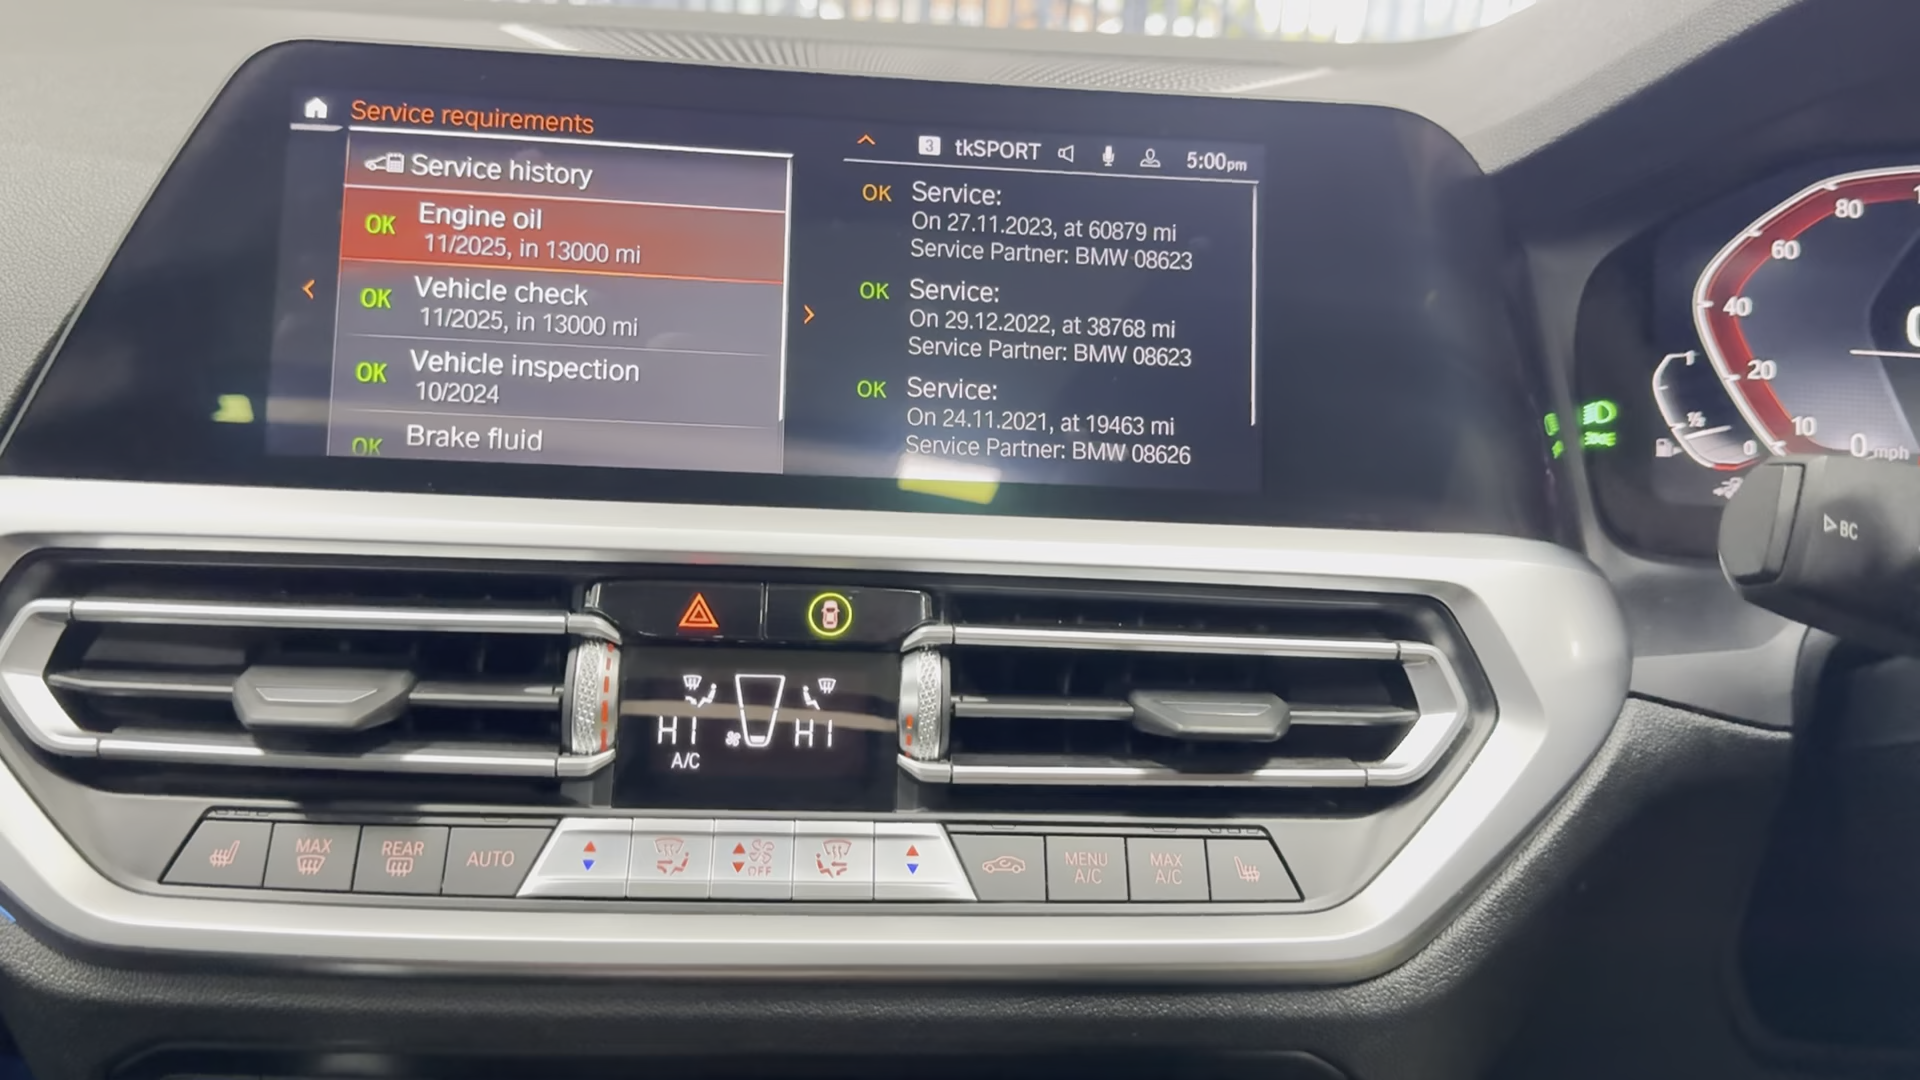 Service requirements
Service history
OK Engine oil
11/2025, in 13000 mi
OK Vehicle check
11/2025, in 13000 mi
OK Vehicle inspection
10/2024
OK Brake fluid
3 tkSPORT 5:00pm
OK Service:
On 27.11.2023, at 60879 mi
Service Partner: BMW 08623
OK Service:
On 29.12.2022, at 38768 mi
Service Partner: BMW 08623
OK Service:
On 24.11.2021, at 19463 mi
Service Partner: BMW 08626
80
60
40
20
10
0 mph
1
½
0
BC
HI HI
A/C
MAX
REAR
AUTO
OFF
MENU
A/C
MAX
A/C